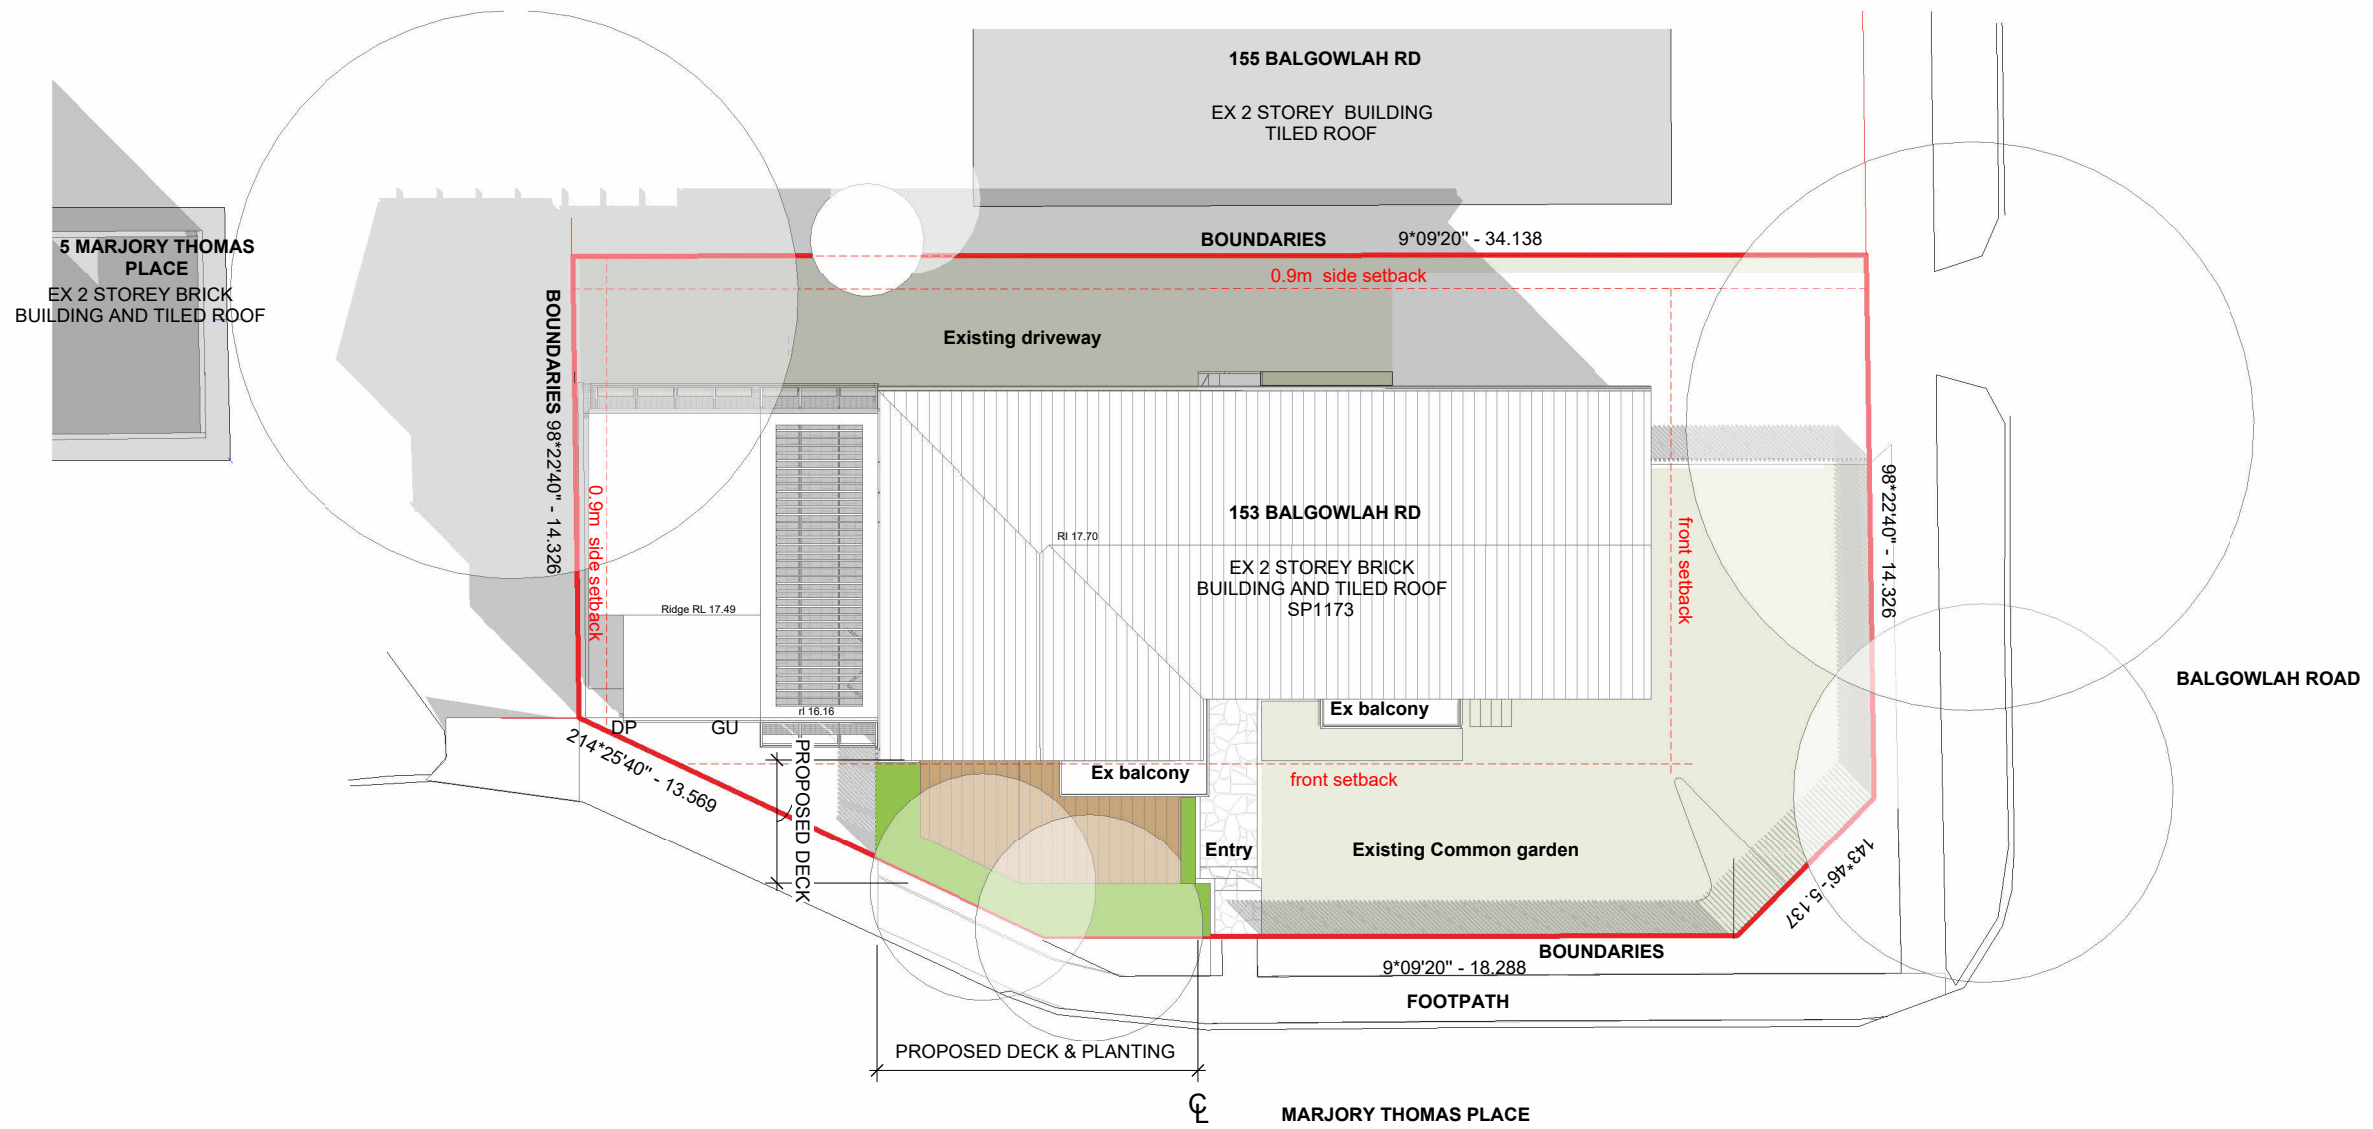 155 BALGOWLAH RD
EX 2 STOREY  BUILDING
TILED ROOF
5 MARJORY THOMAS
PLACE
EX 2 STOREY BRICK
BUILDING AND TILED ROOF
BOUNDARIES
9*09'20" - 34.138
0.9m  side setback
Existing driveway
BOUNDARIES 98*22'40" - 14.326
0.9m  side setback
153 BALGOWLAH RD
Rl 17.70
EX 2 STOREY BRICK
BUILDING AND TILED ROOF
SP1173
front setback
98*22'40" - 14.326
Ridge RL 17.49
BALGOWLAH ROAD
rl 16.16
DP
GU
214*25'40" - 13.569
PROPOSED DECK
Ex balcony
Ex balcony
front setback
Entry
Existing Common garden
143*46' - 5.137
BOUNDARIES
9*09'20" - 18.288
FOOTPATH
PROPOSED DECK & PLANTING
℄
MARJORY THOMAS PLACE